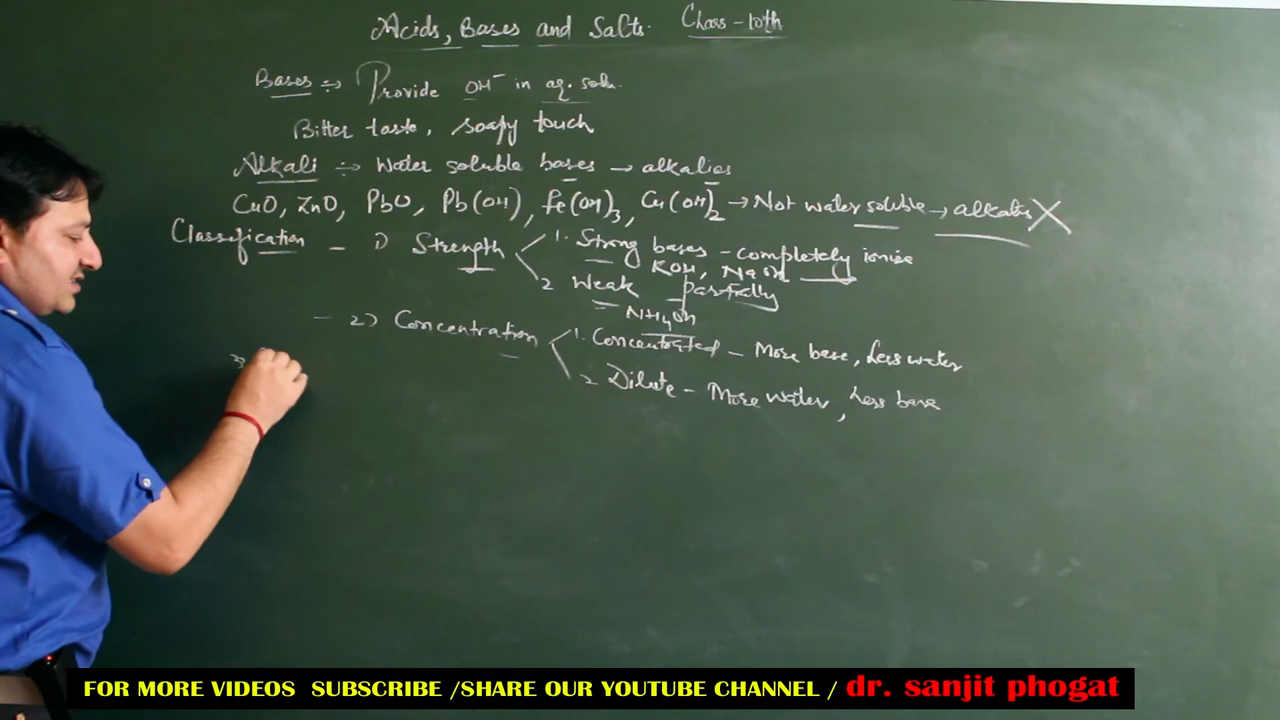 Acids, Bases and Salts. Class-10th
Bases :- Provide OH⁻ in aq. soln.
Bitter taste, soapy touch
Alkali :- Water soluble bases → alkalies
CuO, ZnO, PbO, Pb(OH), Fe(OH)3, Cu(OH)2 → Not water soluble → alkalies X
Classification - 1) Strength 1. Strong bases - completely ionise
KOH, NaOH
2 Weak - Partially
NH4OH
- 2) Concentration 1. Concentrated - More base, Less water
2 Dilute - More water, Less base
3)
FOR MORE VIDEOS SUBSCRIBE /SHARE OUR YOUTUBE CHANNEL / dr. sanjit phogat